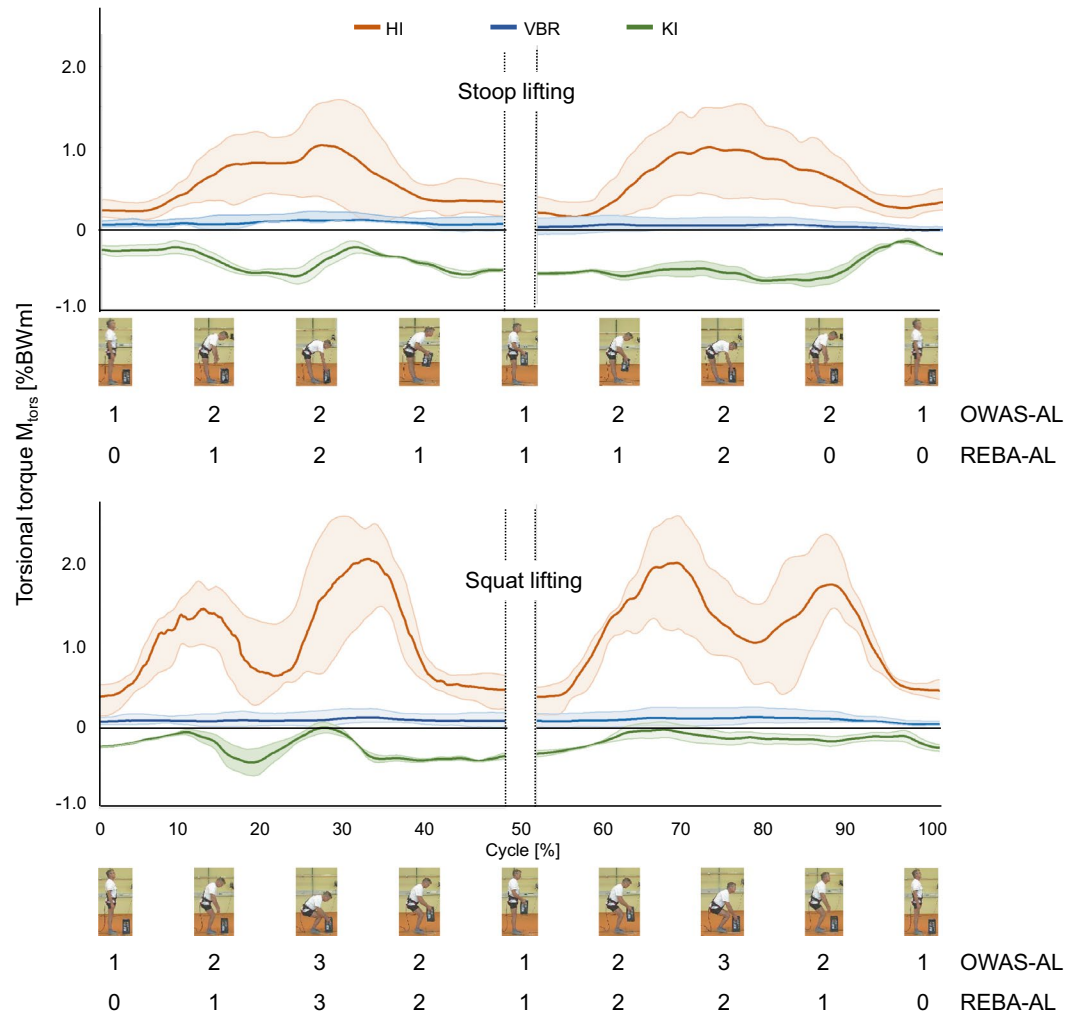 HI VBR KI
2.0
Stoop lifting
1.0
0
-1.0
Torsional torque Mtors [%BWm]
1 2 2 2 1 2 2 2 1 OWAS-AL
0 1 2 1 1 1 2 0 0 REBA-AL
2.0
Squat lifting
1.0
0
-1.0
0 10 20 30 40 50 60 70 80 90 100
Cycle [%]
1 2 3 2 1 2 3 2 1 OWAS-AL
0 1 3 2 1 2 2 1 0 REBA-AL